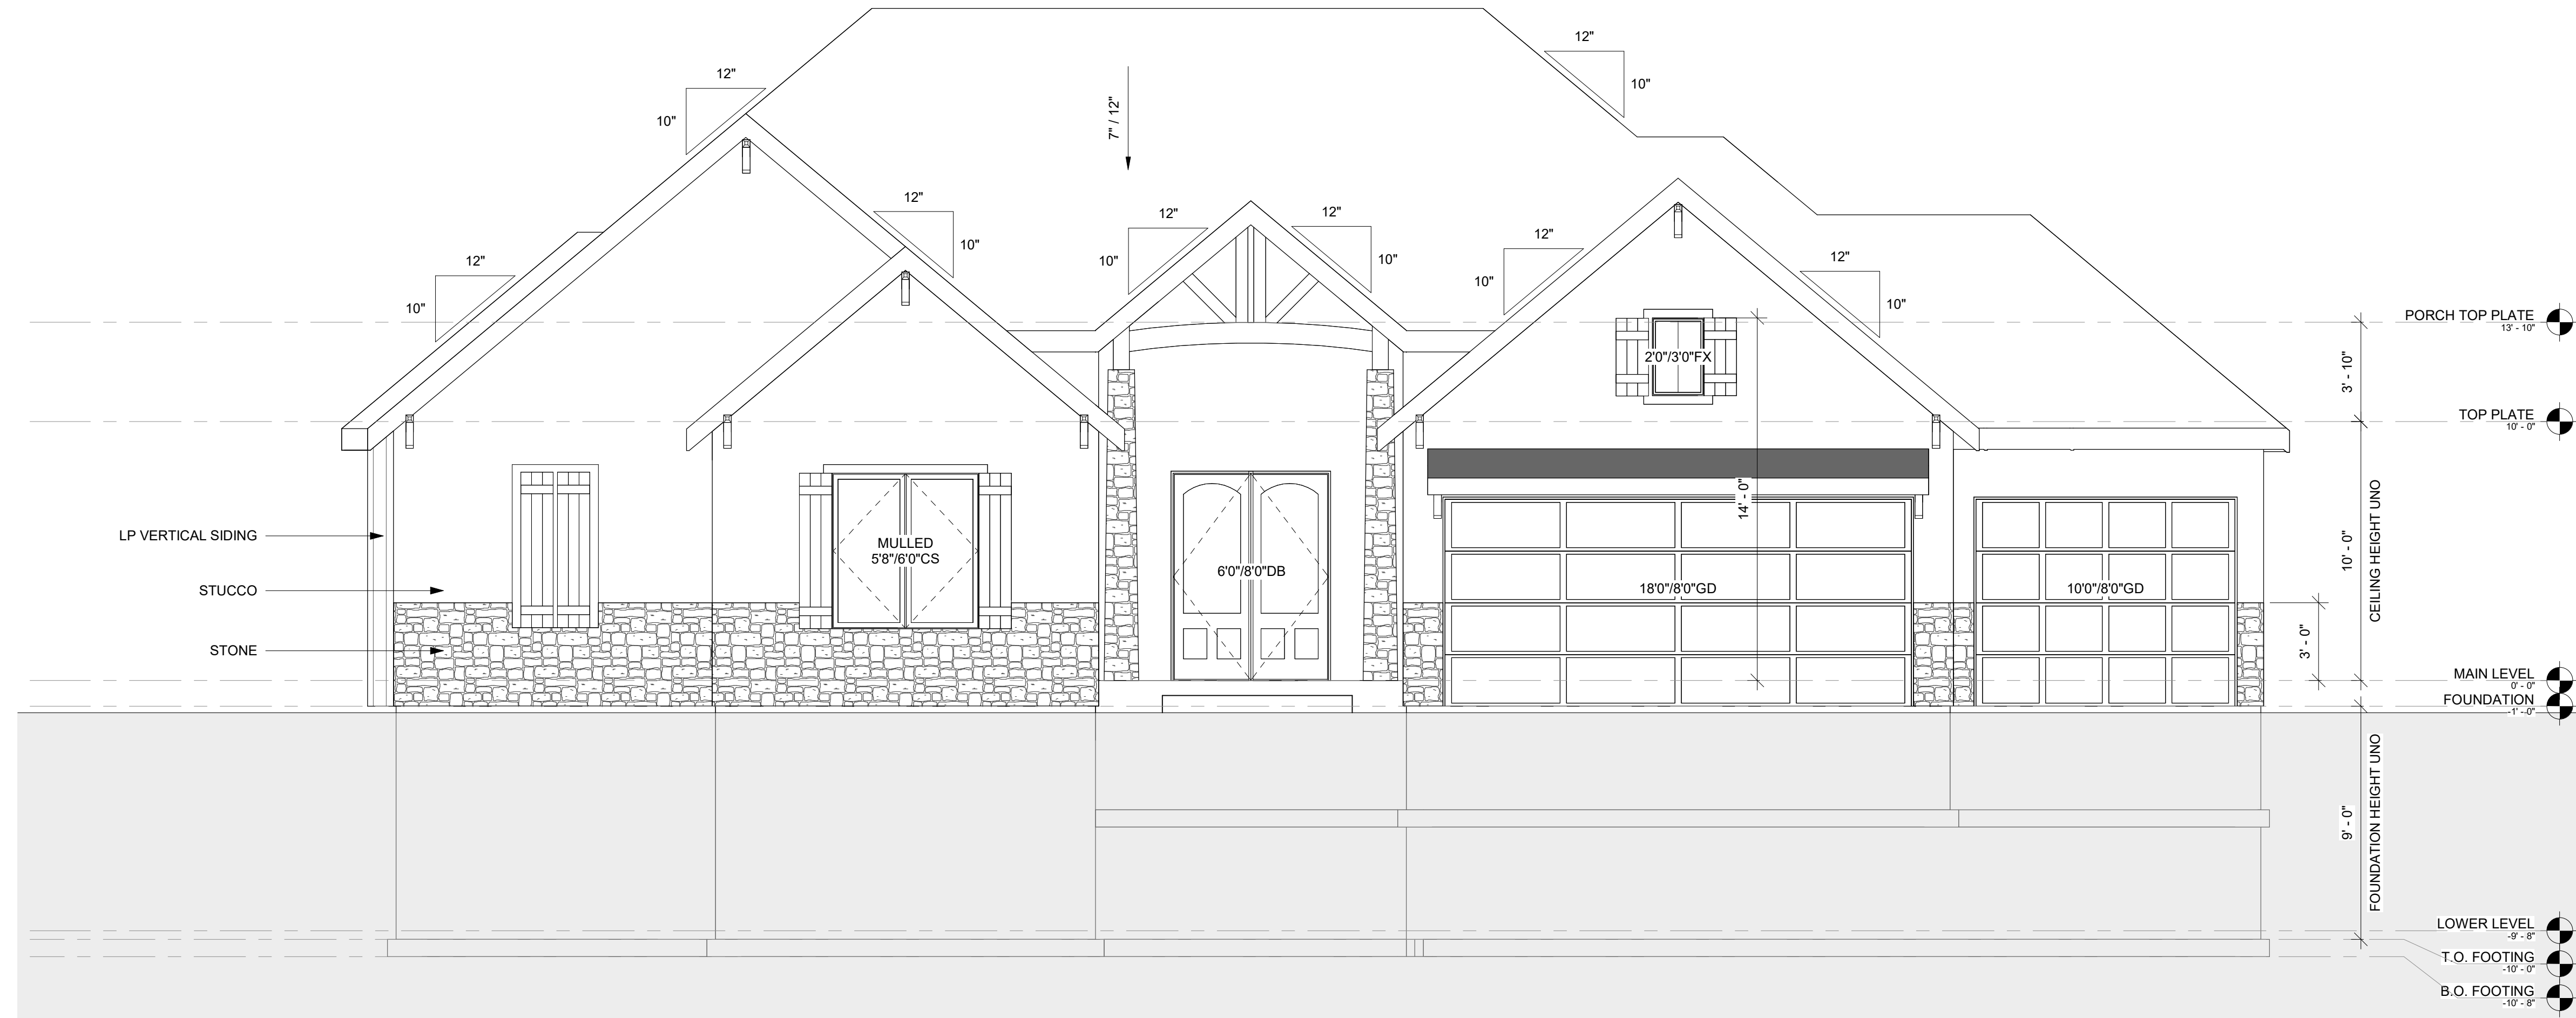 12"
10"
12"
10"
7" / 12"
12"
10"
12"
10"
12"
10"
12"
10"
12"
10"
12"
10"
12"
10"
PORCH TOP PLATE
13' - 10"
3' - 10"
2'0"/3'0"FX
TOP PLATE
10' - 0"
14' - 0"
10' - 0"
CEILING HEIGHT UNO
LP VERTICAL SIDING
MULLED
5'8"/6'0"CS
6'0"/8'0"DB
18'0"/8'0"GD
10'0"/8'0"GD
STUCCO
STONE
3' - 0"
MAIN LEVEL
0' - 0"
FOUNDATION
-1' - 0"
9' - 0"
FOUNDATION HEIGHT UNO
LOWER LEVEL
-9' - 8"
T.O. FOOTING
-10' - 0"
B.O. FOOTING
-10' - 8"